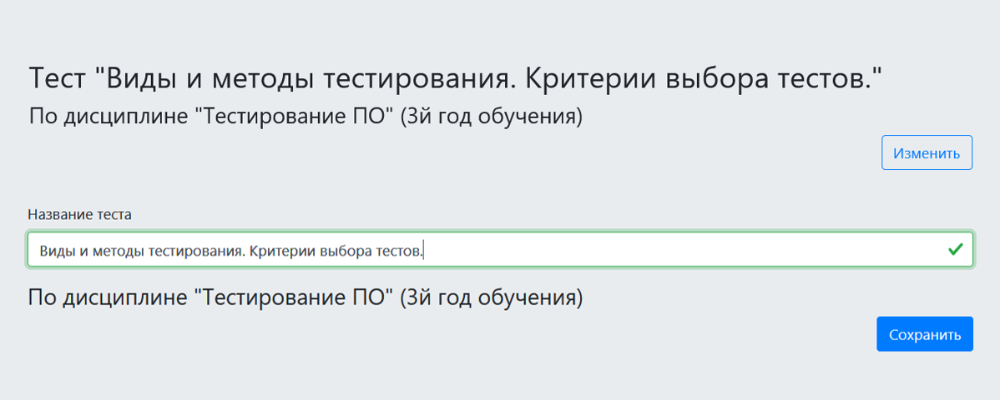 Тест "Виды и методы тестирования. Критерии выбора тестов."
По дисциплине "Тестирование ПО" (3й год обучения)
Изменить
Название теста
Виды и методы тестирования. Критерии выбора тестов.
По дисциплине "Тестирование ПО" (3й год обучения)
Сохранить